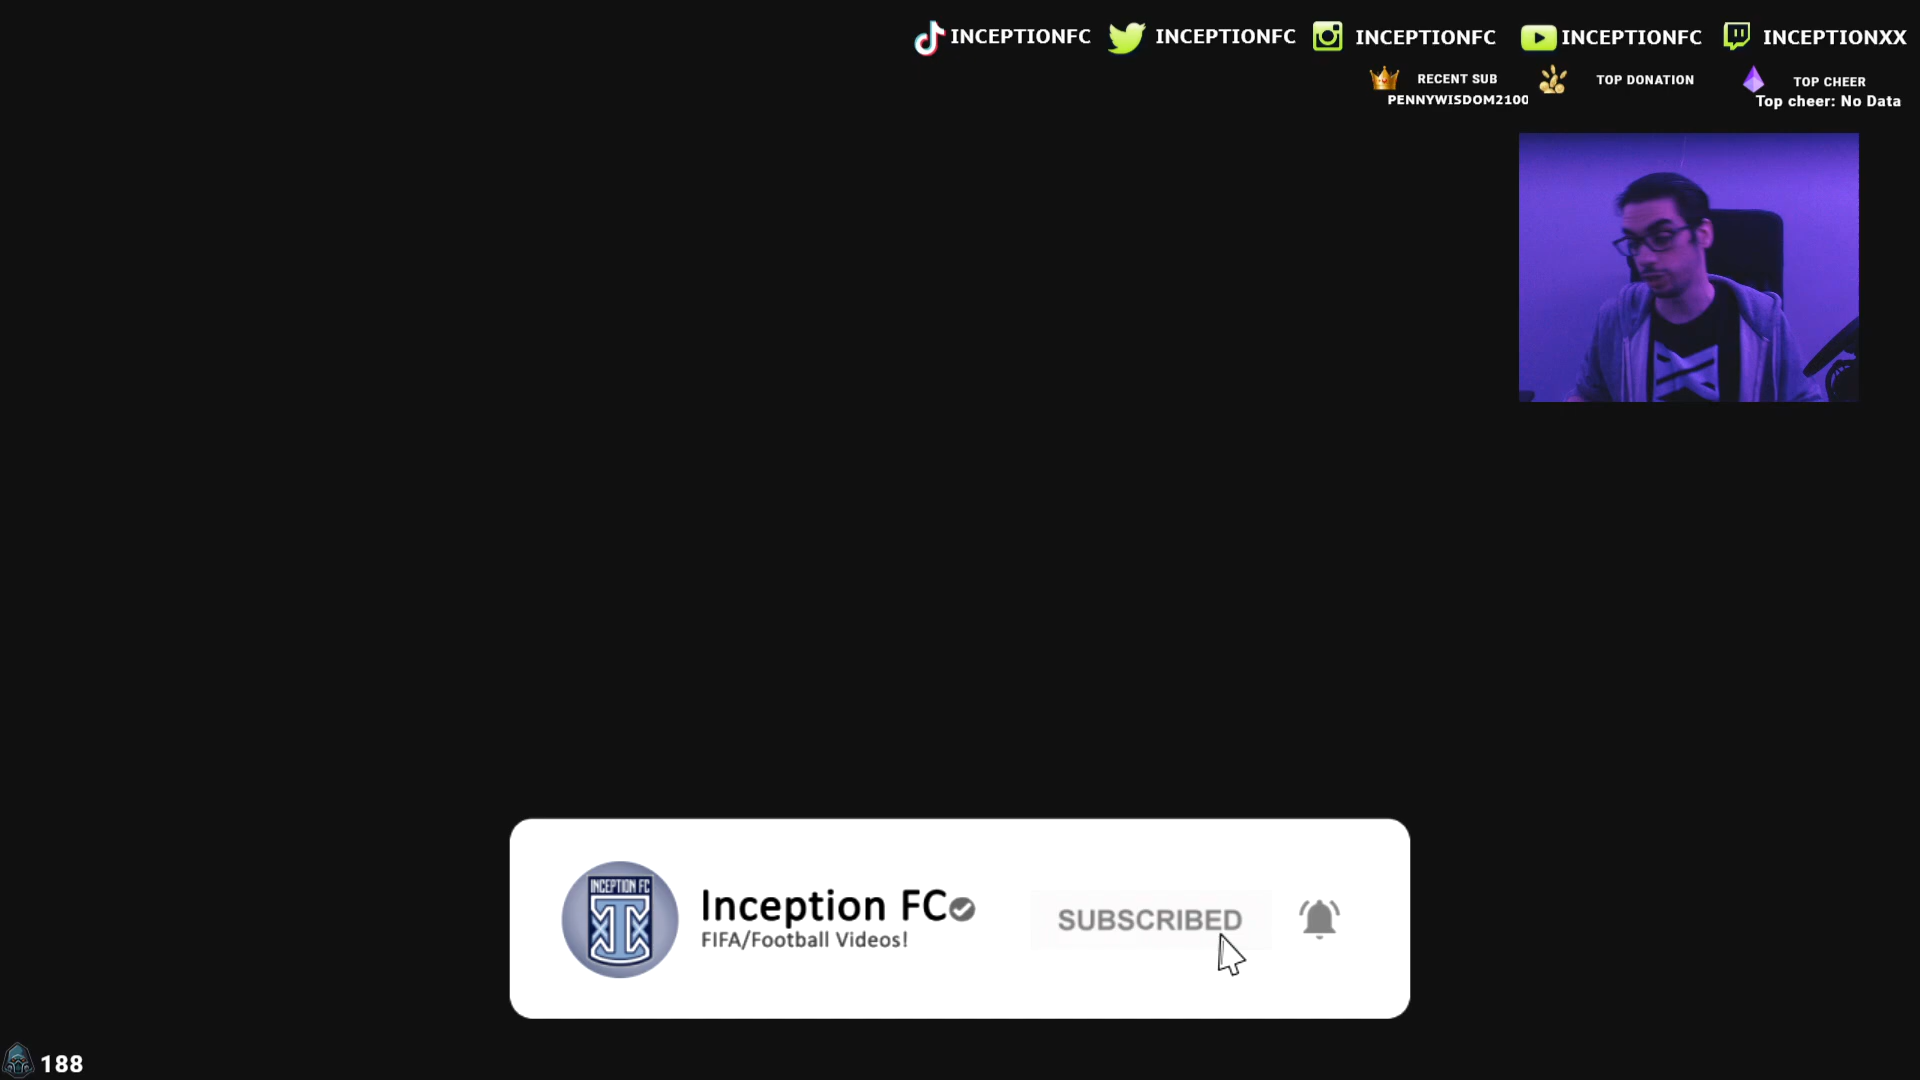 INCEPTIONFC INCEPTIONFC INCEPTIONFC INCEPTIONFC INCEPTIONXX
RECENT SUB TOP DONATION TOP CHEER
PENNYWISDOM2100 Top cheer: No Data
INCEPTION FC
Inception FC
FIFA/Football Videos!
SUBSCRIBED
188